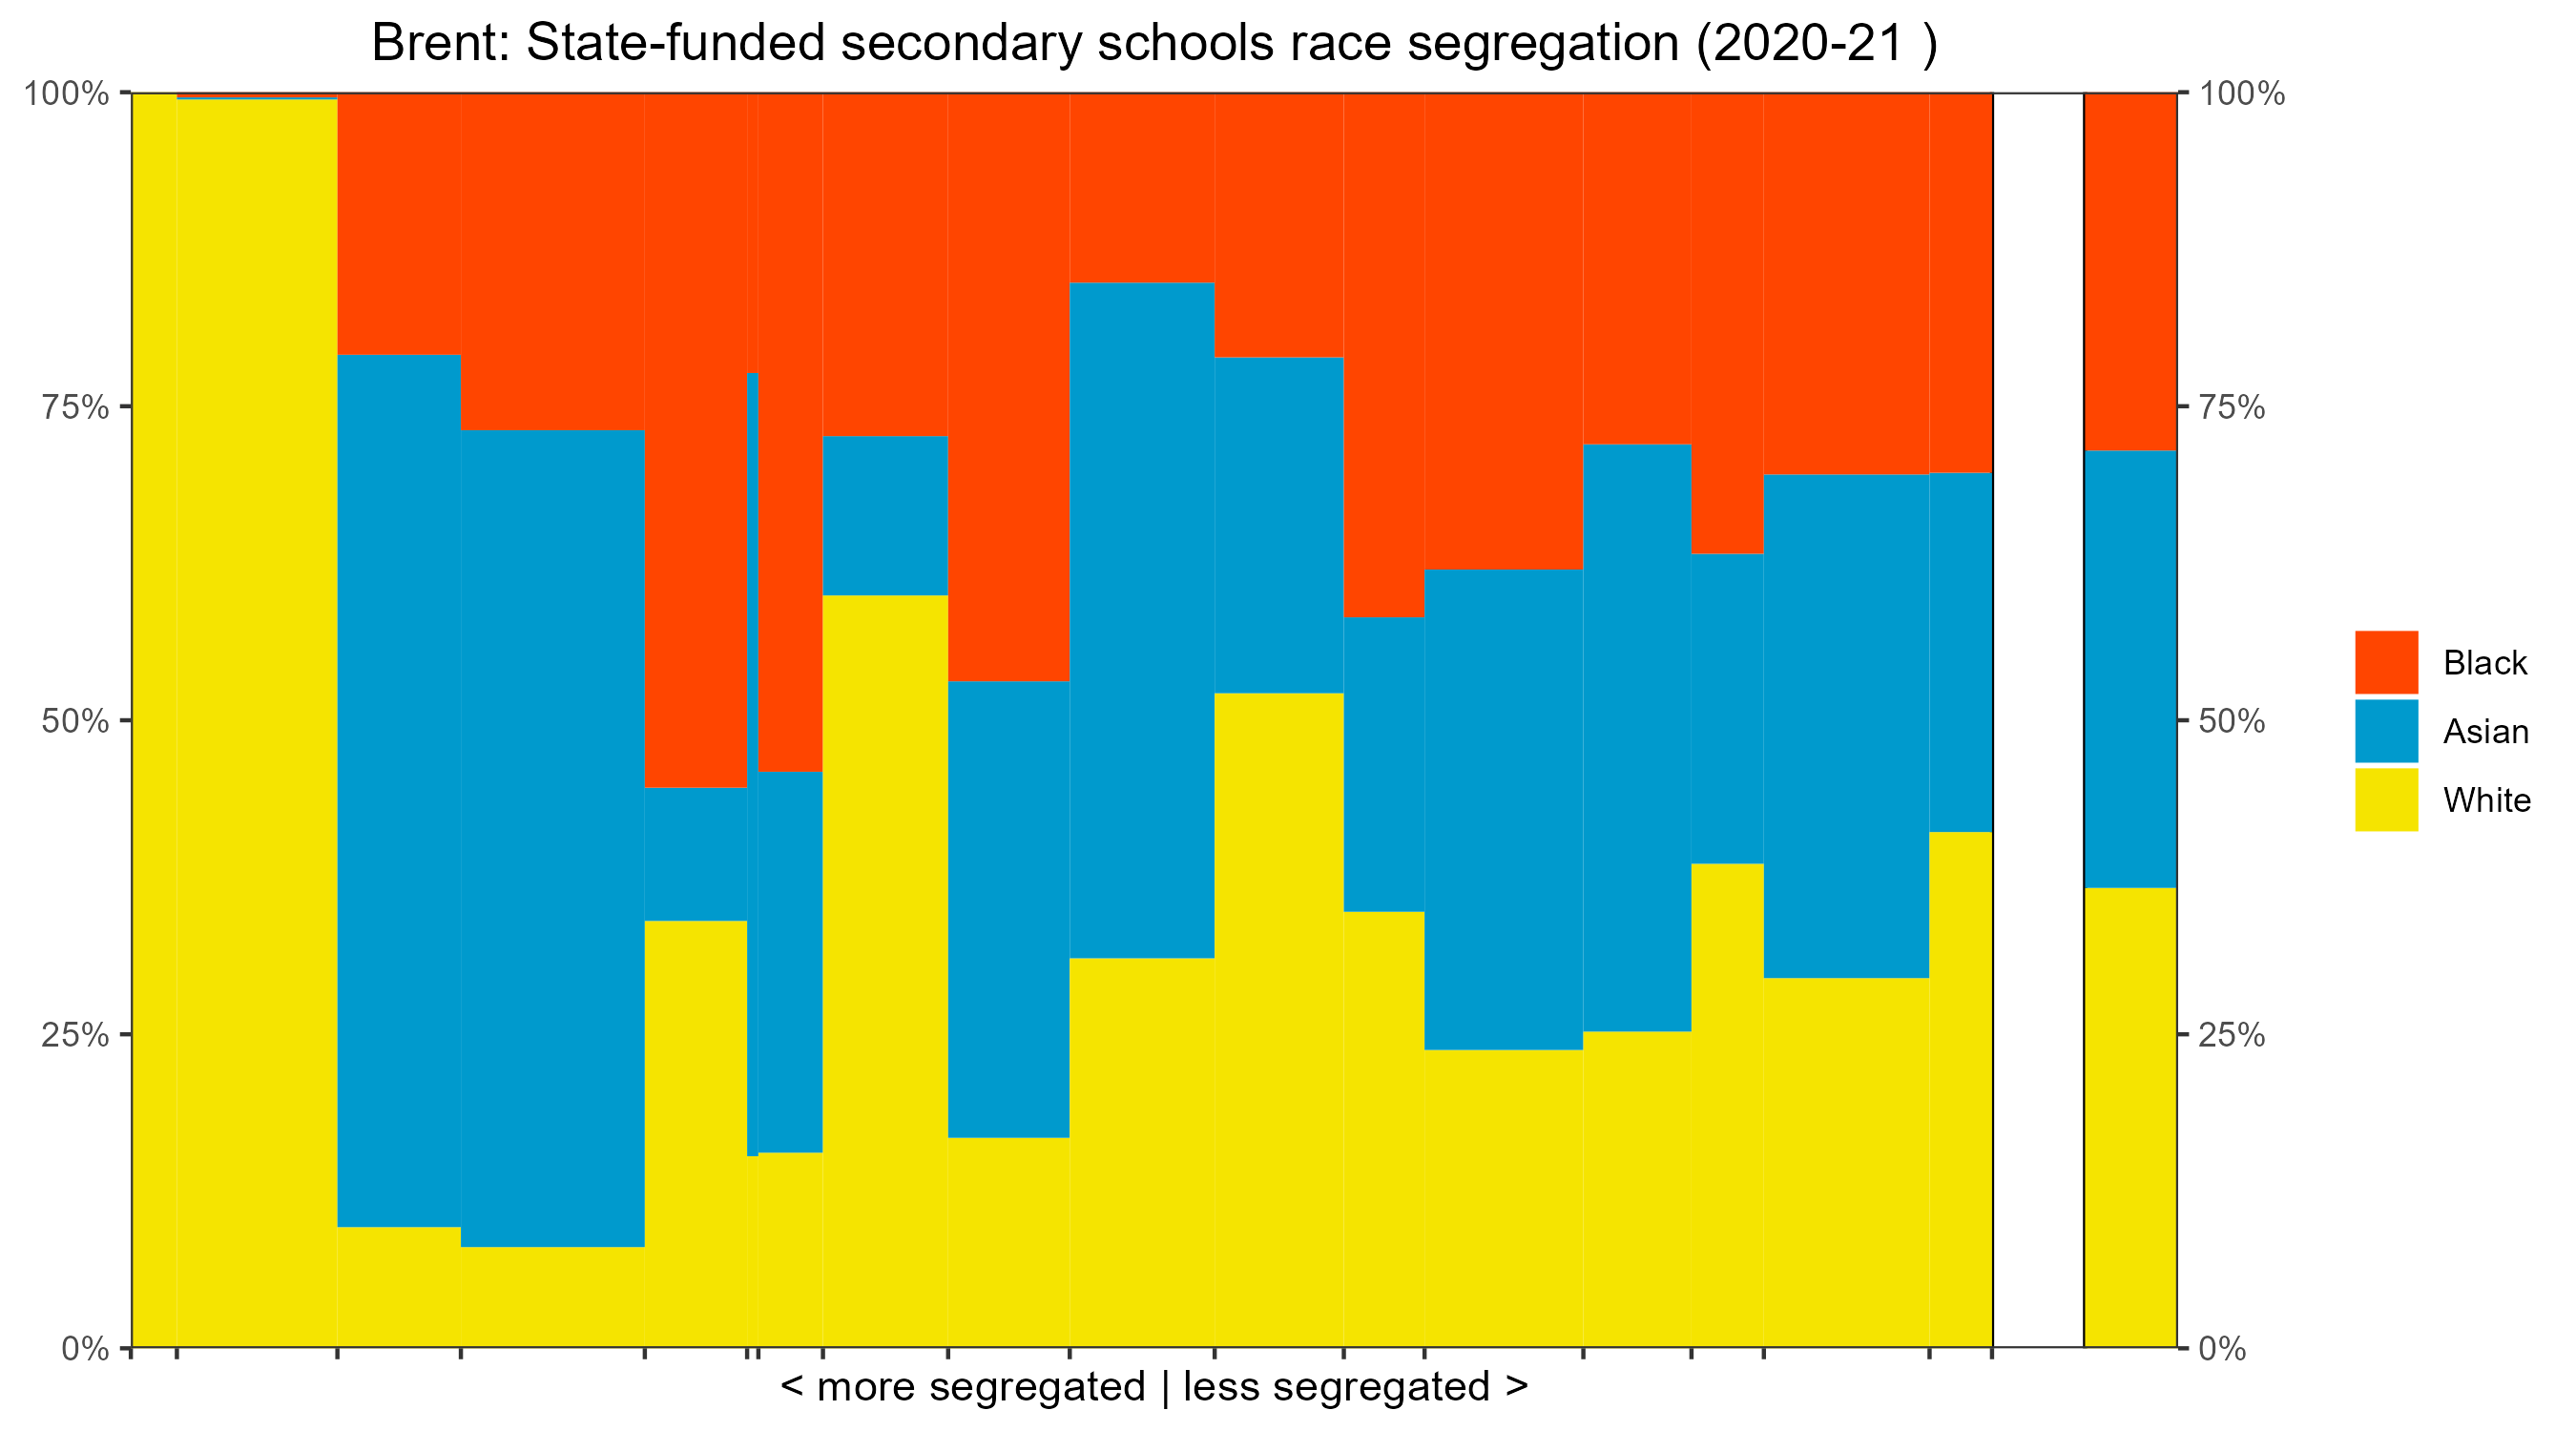 Brent: State-funded secondary schools race segregation (2020-21 )
100%
75%
50%
25%
0%
100%
75%
50%
25%
0%
Black
Asian
White
< more segregated | less segregated >